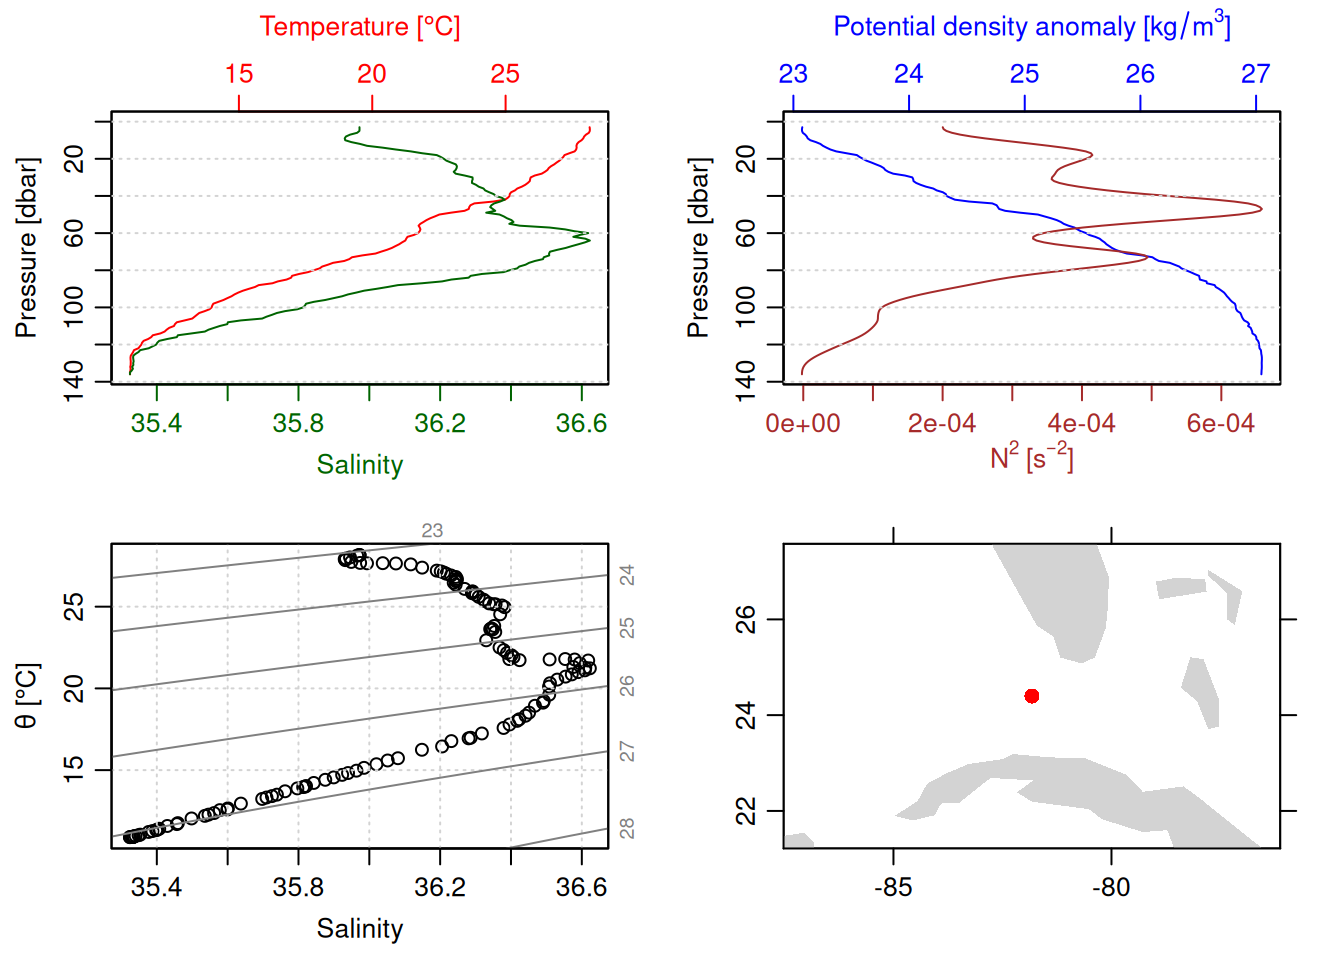 Temperature [°C]
15 20 25
Pressure [dbar]
20 60 100 140
35.4 35.8 36.2 36.6
Salinity
Potential density anomaly [kg/m³]
23 24 25 26 27
Pressure [dbar]
20 60 100 140
0e+00 2e-04 4e-04 6e-04
N² [s⁻²]
23
24
25
26
27
28
θ [°C]
15 20 25
35.4 35.8 36.2 36.6
Salinity
26
24
22
-85 -80